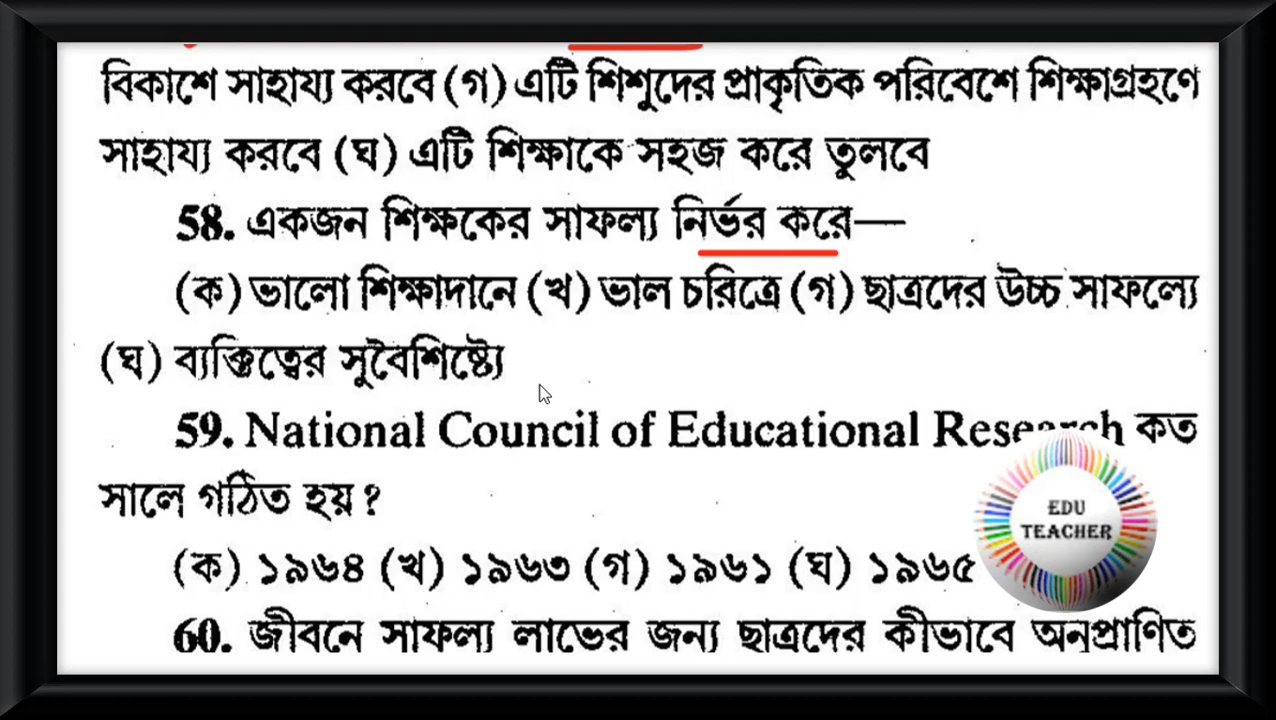 বিকাশে সাহায্য করবে (গ) এটি শিশুদের প্রাকৃতিক পরিবেশে শিক্ষাগ্রহণে
সাহায্য করবে (ঘ) এটি শিক্ষাকে সহজ করে তুলবে
58. একজন শিক্ষকের সাফল্য নির্ভর করে—
(ক) ভালো শিক্ষাদানে (খ) ভাল চরিত্রে (গ) ছাত্রদের উচ্চ সাফল্যে
(ঘ) ব্যক্তিত্বের সুবৈশিষ্ট্যে
59. National Council of Educational Research কত
সালে গঠিত হয়?
(ক) ১৯৬৪ (খ) ১৯৬৩ (গ) ১৯৬১ (ঘ) ১৯৬৫
EDU
TEACHER
60. জীবনে সাফল্য লাভের জন্য ছাত্রদের কীভাবে অনুপ্রাণিত